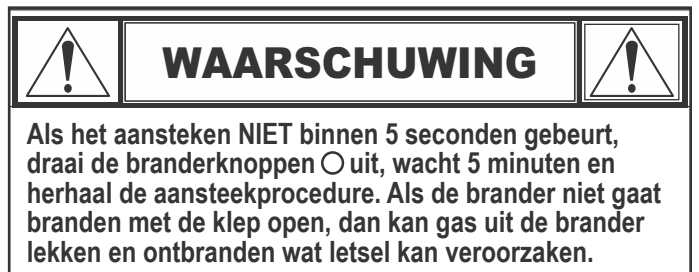 WAARSCHUWING
Als het aansteken NIET binnen 5 seconden gebeurt,
draai de branderknoppen O uit, wacht 5 minuten en
herhaal de aansteekprocedure. Als de brander niet gaat
branden met de klep open, dan kan gas uit de brander
lekken en ontbranden wat letsel kan veroorzaken.